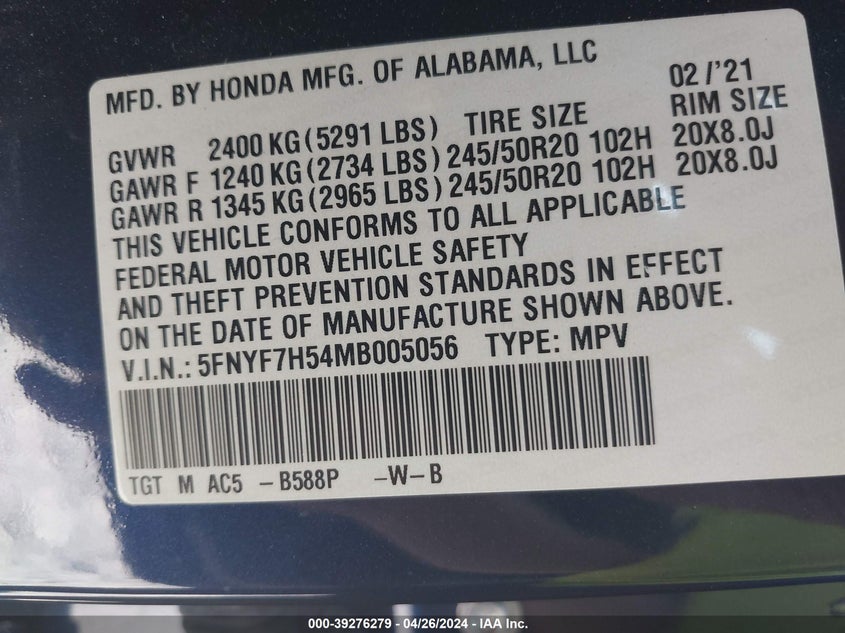 MFD. BY HONDA MFG. OF ALABAMA, LLC 02/'21
GVWR 2400 KG (5291 LBS) TIRE SIZE RIM SIZE
GAWR F 1240 KG (2734 LBS) 245/50R20 102H 20X8.0J
GAWR R 1345 KG (2965 LBS) 245/50R20 102H 20X8.0J
THIS VEHICLE CONFORMS TO ALL APPLICABLE
FEDERAL MOTOR VEHICLE SAFETY
AND THEFT PREVENTION STANDARDS IN EFFECT
ON THE DATE OF MANUFACTURE SHOWN ABOVE.
V.I.N.: 5FNYF7H54MB005056 TYPE: MPV
TGT M AC5 -B588P -W-B
000-39276279 - 04/26/2024 - IAA Inc.